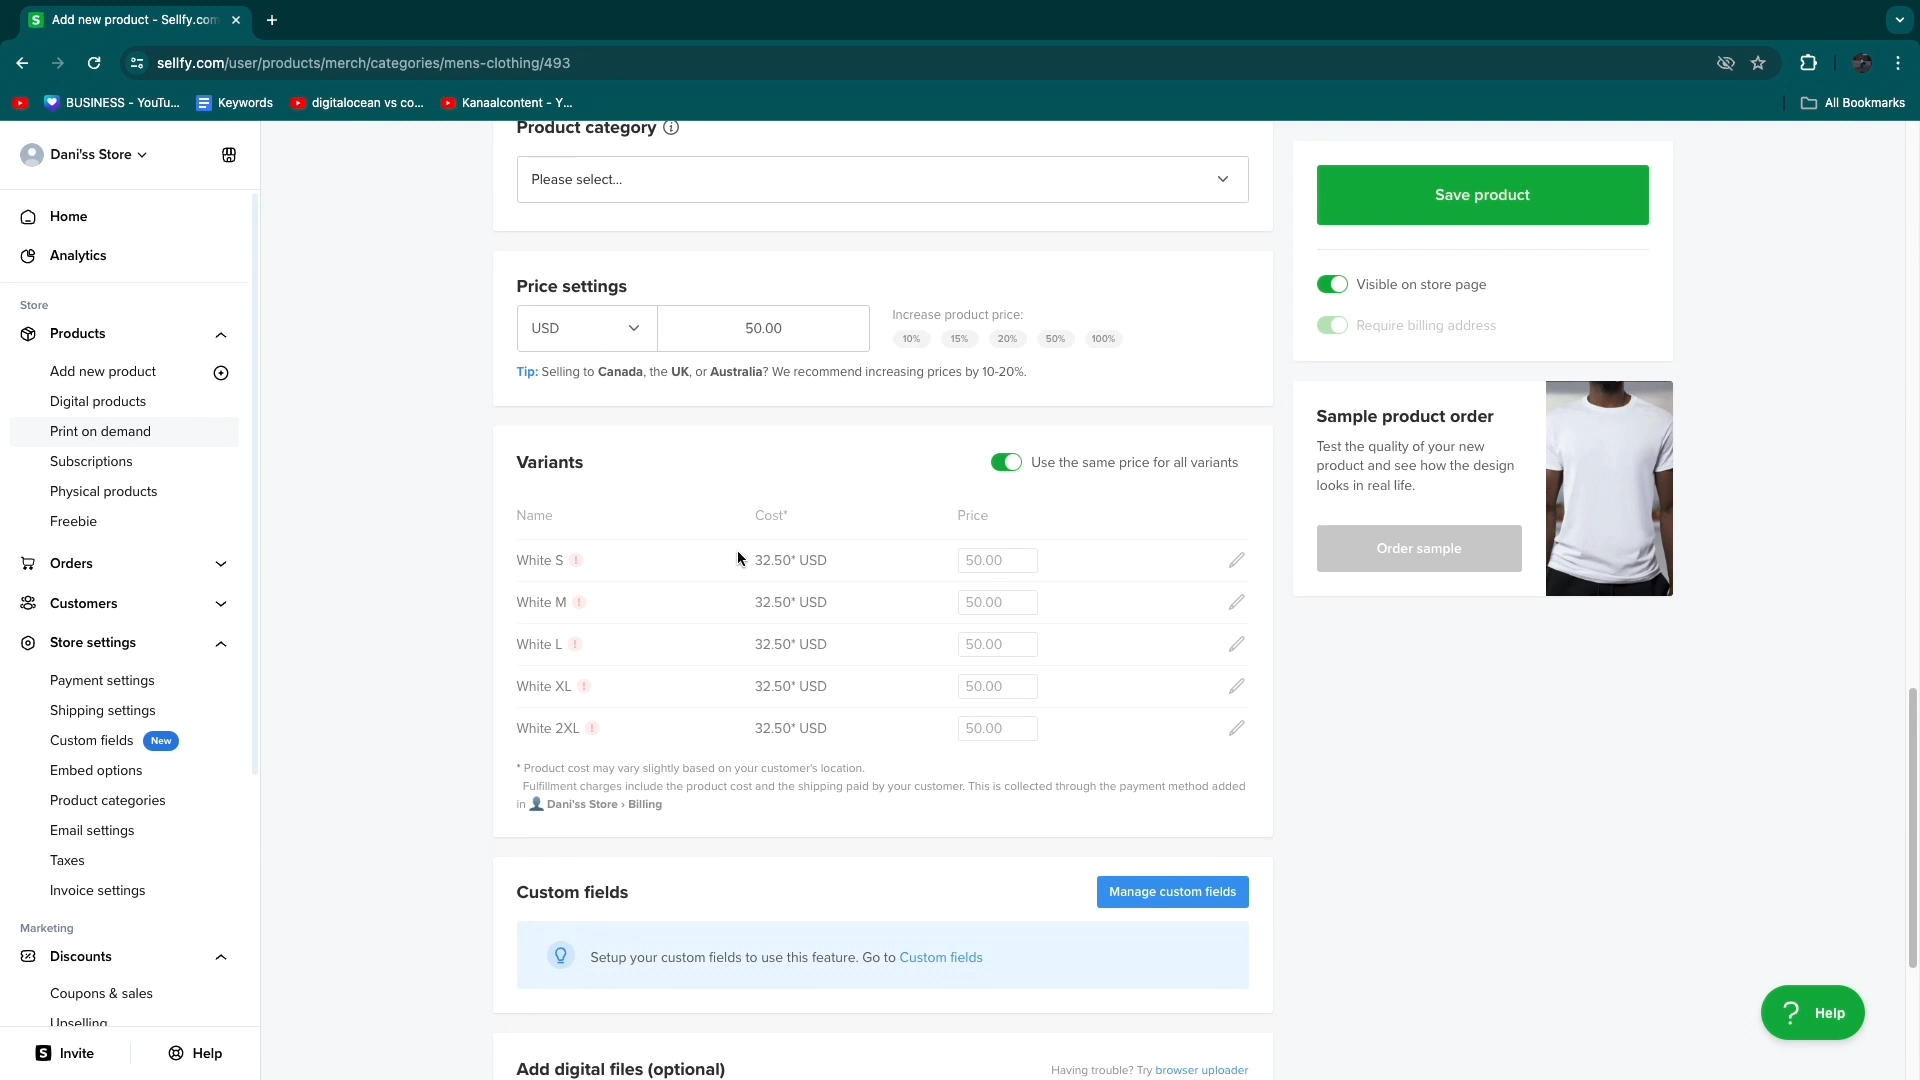 Add new product - Sellfy.com
sellfy.com/user/products/merch/categories/mens-clothing/493
BUSINESS - YouTu...
Keywords
digitalocean vs co...
Kanaalcontent - Y...
All Bookmarks
Dani'ss Store
Home
Analytics
Store
Products
Add new product
Digital products
Print on demand
Subscriptions
Physical products
Freebie
Orders
Customers
Store settings
Payment settings
Shipping settings
Custom fields New
Embed options
Product categories
Email settings
Taxes
Invoice settings
Marketing
Discounts
Coupons & sales
Upselling
Invite
Help
Product category
Please select...
Price settings
USD 50.00
Increase product price:
10% 15% 20% 50% 100%
Tip: Selling to Canada, the UK, or Australia? We recommend increasing prices by 10-20%.
Variants
Use the same price for all variants
Name Cost* Price
White S ! 32.50* USD 50.00
White M ! 32.50* USD 50.00
White L ! 32.50* USD 50.00
White XL ! 32.50* USD 50.00
White 2XL ! 32.50* USD 50.00
* Product cost may vary slightly based on your customer's location.
Fulfillment charges include the product cost and the shipping paid by your customer. This is collected through the payment method added
in Dani'ss Store › Billing
Custom fields
Manage custom fields
Setup your custom fields to use this feature. Go to Custom fields
Add digital files (optional)
Having trouble? Try browser uploader
Save product
Visible on store page
Require billing address
Sample product order
Test the quality of your new
product and see how the design
looks in real life.
Order sample
? Help